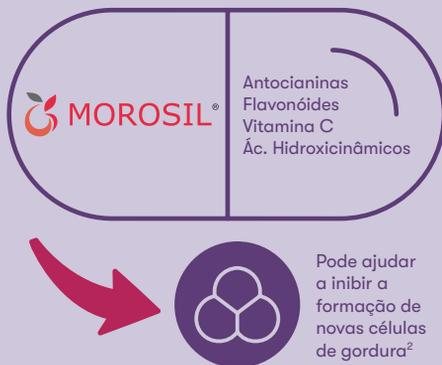 MOROSIL®
Antocianinas
Flavonóides
Vitamina C
Ác. Hidroxicinâmicos
Pode ajudar
a inibir a
formação de
novas células
de gordura²